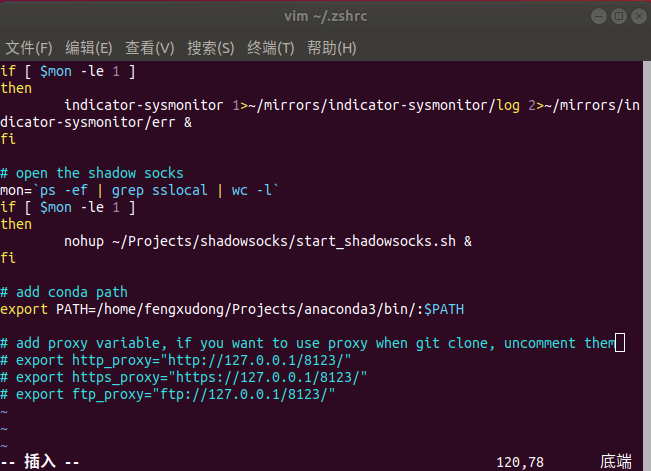 vim ~/.zshrc
文件(F) 编辑(E) 查看(V) 搜索(S) 终端(T) 帮助(H)
if [ $mon -le 1 ]
then
        indicator-sysmonitor 1>~/mirrors/indicator-sysmonitor/log 2>~/mirrors/in
dicator-sysmonitor/err &
fi

# open the shadow socks
mon=`ps -ef | grep sslocal | wc -l`
if [ $mon -le 1 ]
then
        nohup ~/Projects/shadowsocks/start_shadowsocks.sh &
fi

# add conda path
export PATH=/home/fengxudong/Projects/anaconda3/bin/:$PATH

# add proxy variable, if you want to use proxy when git clone, uncomment them
# export http_proxy="http://127.0.0.1/8123/"
# export https_proxy="https://127.0.0.1/8123/"
# export ftp_proxy="ftp://127.0.0.1/8123/"
~
~
~
-- 插入 -- 120,78 底端